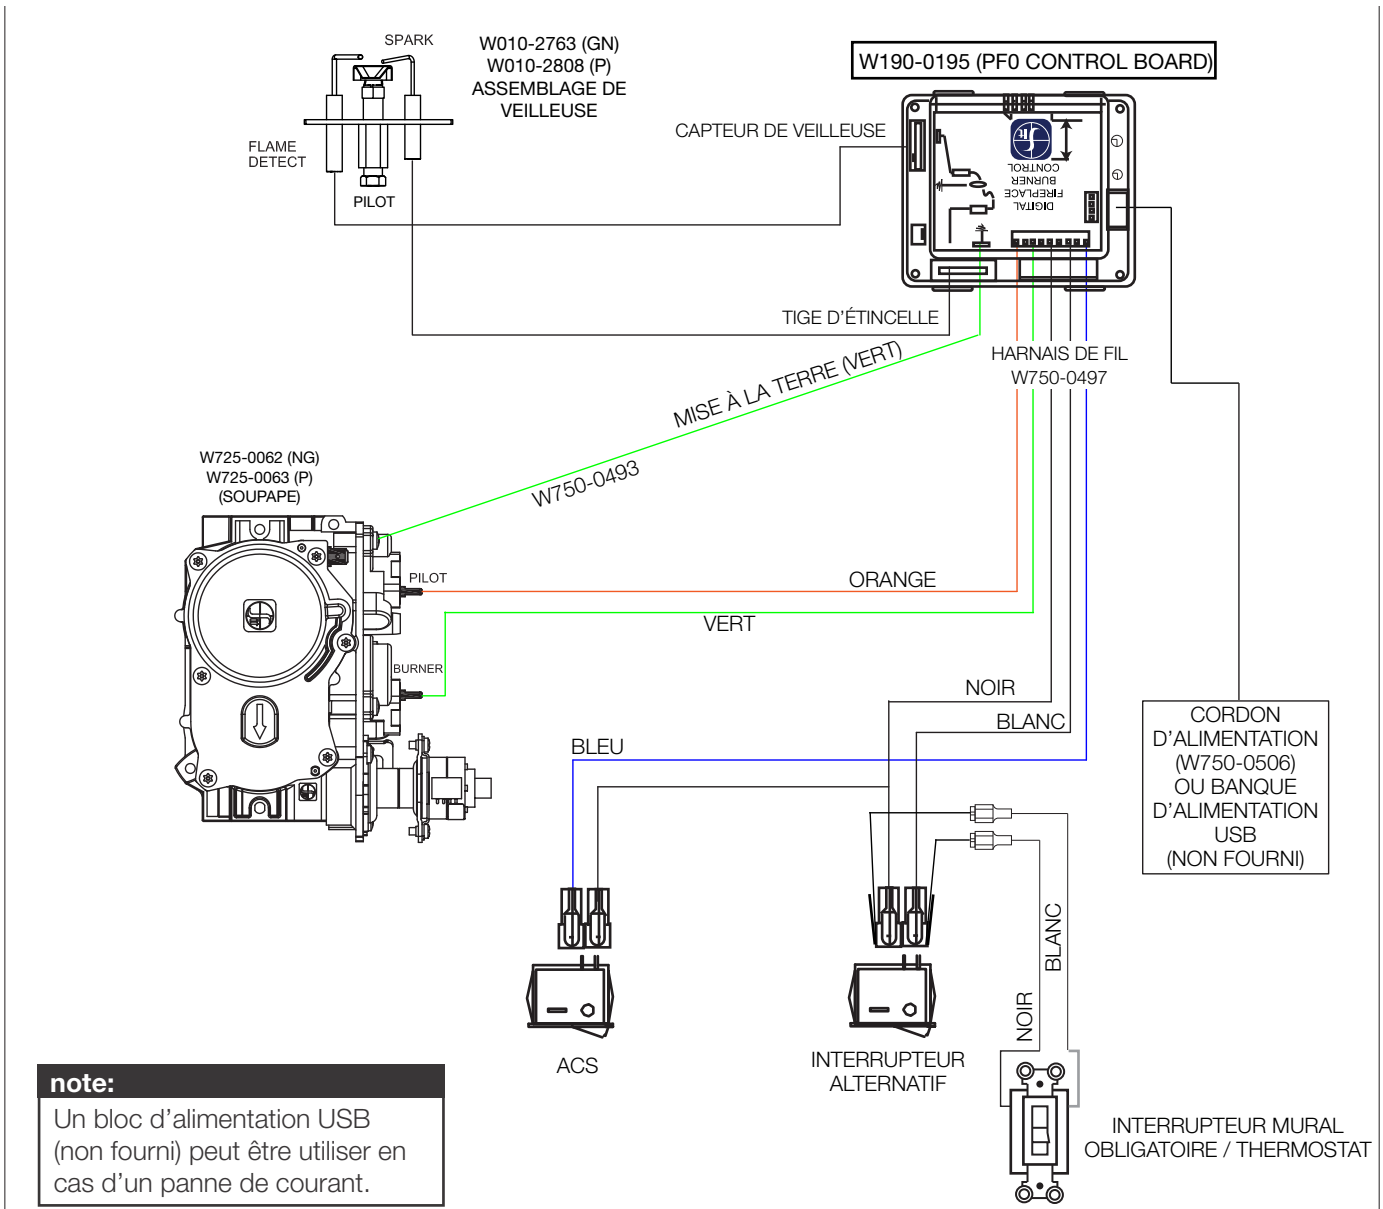 SPARK
W010-2763 (GN)
W010-2808 (P)
ASSEMBLAGE DE
VEILLEUSE
W190-0195 (PF0 CONTROL BOARD)
FLAME
DETECT
PILOT
CAPTEUR DE VEILLEUSE
DIGITAL
FIREPLACE
BURNER
CONTROL
TIGE D'ÉTINCELLE
HARNAIS DE FIL
W750-0497
MISE À LA TERRE (VERT)
W750-0493
W725-0062 (NG)
W725-0063 (P)
(SOUPAPE)
PILOT
ORANGE
VERT
BURNER
NOIR
BLANC
BLEU
CORDON
D'ALIMENTATION
(W750-0506)
OU BANQUE
D'ALIMENTATION
USB
(NON FOURNI)
BLANC
NOIR
ACS
INTERRUPTEUR
ALTERNATIF
INTERRUPTEUR MURAL
OBLIGATOIRE / THERMOSTAT
note:
Un bloc d'alimentation USB
(non fourni) peut être utiliser en
cas d'un panne de courant.